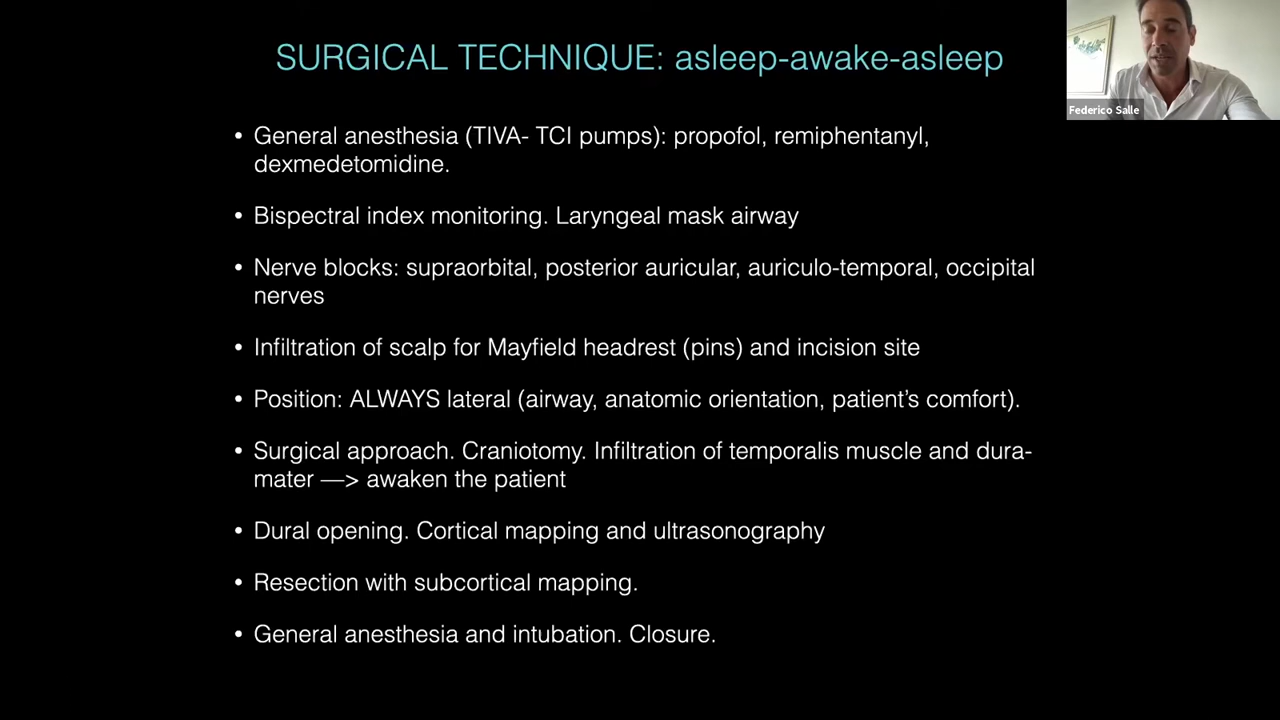 SURGICAL TECHNIQUE: asleep-awake-asleep
Federico Salle
• General anesthesia (TIVA- TCI pumps): propofol, remiphentanyl,
dexmedetomidine.
• Bispectral index monitoring. Laryngeal mask airway
• Nerve blocks: supraorbital, posterior auricular, auriculo-temporal, occipital
nerves
• Infiltration of scalp for Mayfield headrest (pins) and incision site
• Position: ALWAYS lateral (airway, anatomic orientation, patient’s comfort).
• Surgical approach. Craniotomy. Infiltration of temporalis muscle and dura-
mater —> awaken the patient
• Dural opening. Cortical mapping and ultrasonography
• Resection with subcortical mapping.
• General anesthesia and intubation. Closure.